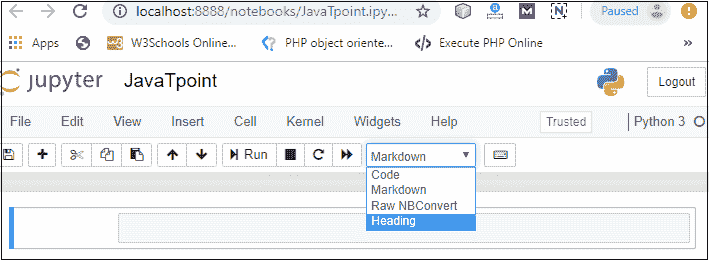 localhost:8888/notebooks/JavaTpoint.ipy...
Paused
Apps
W3Schools Online...
PHP object oriente...
Execute PHP Online
»
jupyter JavaTpoint
Logout
File Edit View Insert Cell Kernel Widgets Help
Trusted
Python 3
Run
Markdown
Code
Markdown
Raw NBConvert
Heading